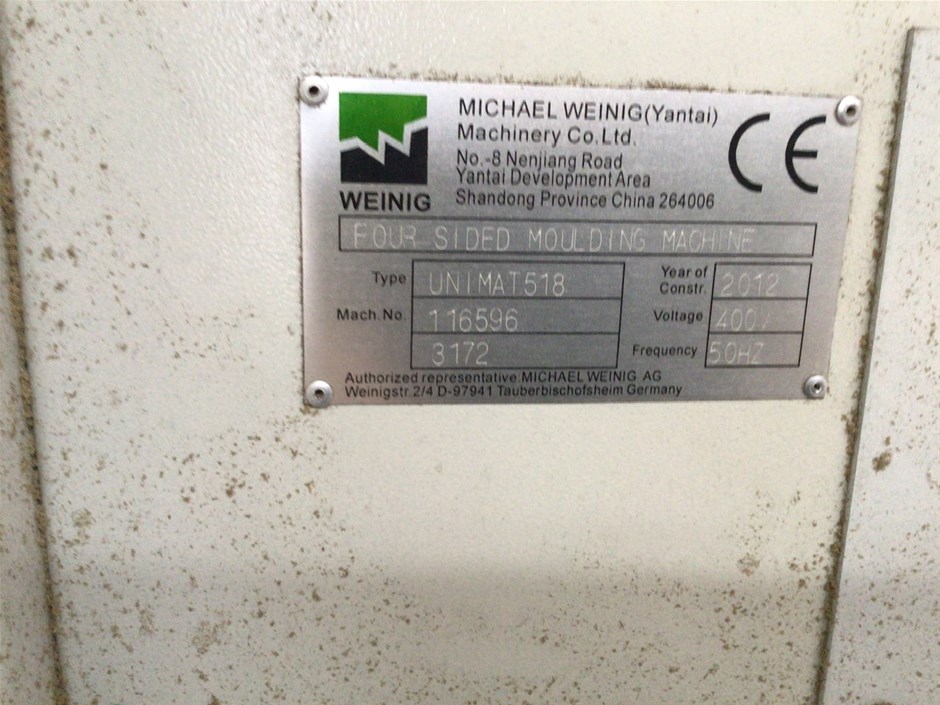 MICHAEL WEINIG(Yantai)
Machinery Co.Ltd.
No.-8 Nenjiang Road
Yantai Development Area
Shandong Province China 264006
CE
WEINIG
FOUR SIDED MOULDING MACHINE
Type UNIMAT518
Year of Constr. 2012
Mach.No. 116596
Voltage 400
3172
Frequency 50HZ
Authorized representative:MICHAEL WEINIG AG
Weinigstr.2/4 D-97941 Tauberbischofsheim Germany